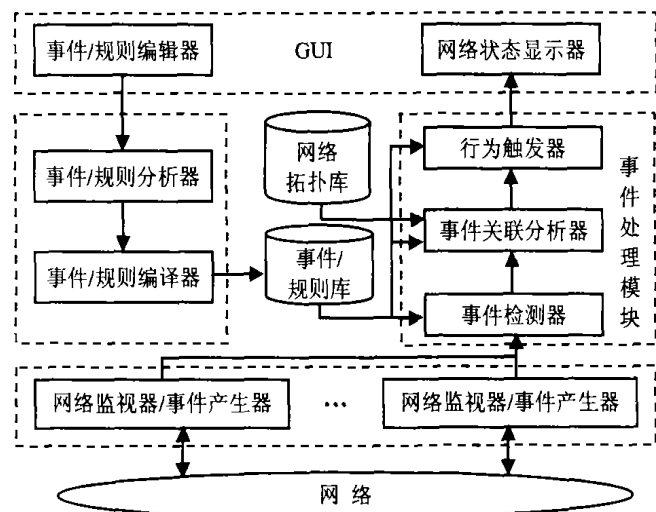 事件/规则编辑器
GUI
网络状态显示器
事件/规则分析器
网络
拓扑库
行为触发器
事件处理模块
事件关联分析器
事件/规则编译器
事件/
规则库
事件检测器
网络监视器/事件产生器
…
网络监视器/事件产生器
网 络